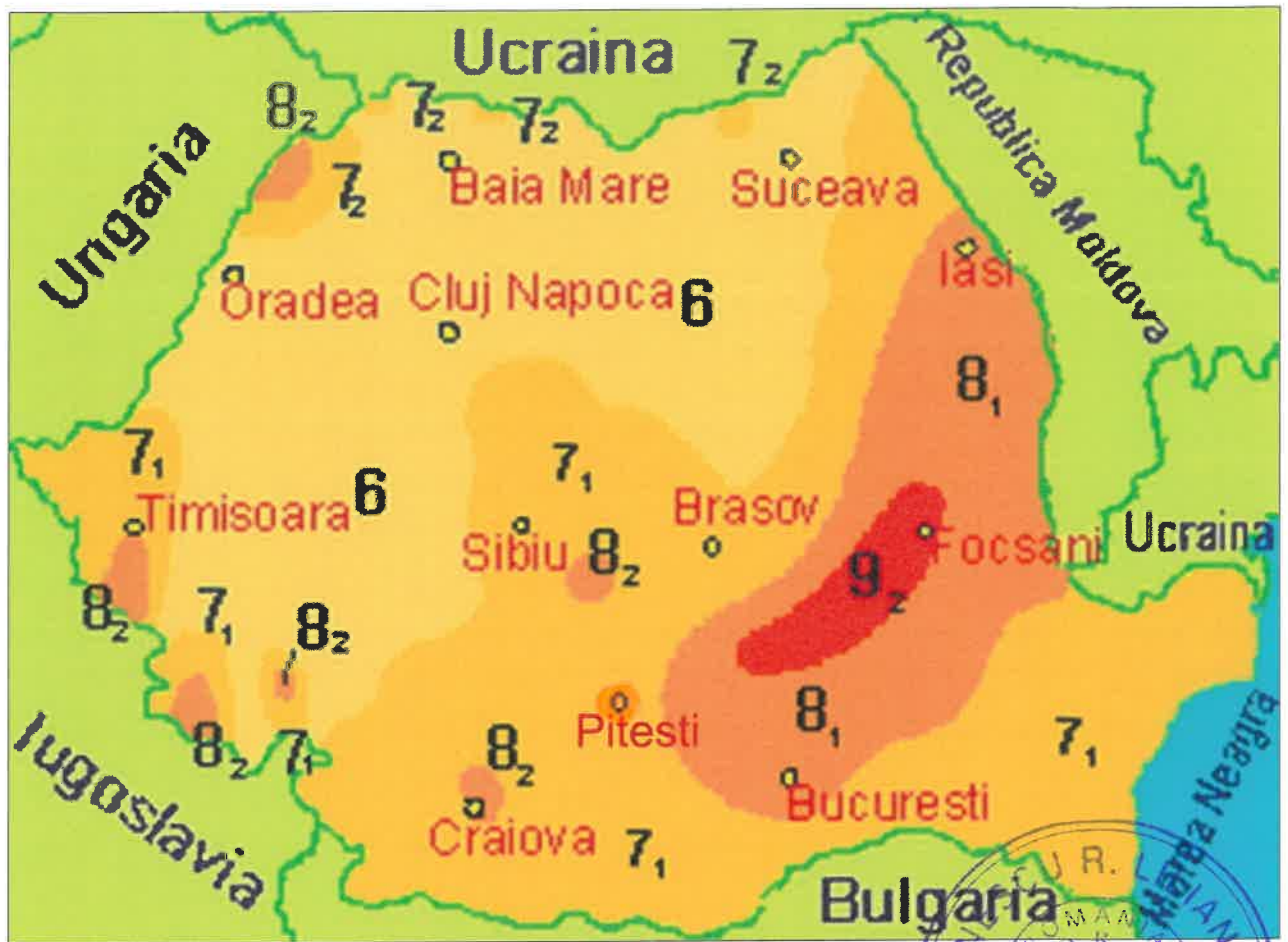 Ucraina
7₂
Republica Moldova
8₂
7₂
7₂
Ungaria
7₂
Baia Mare
Suceava
Iasi
Oradea
Cluj Napoca
6
8₁
7₁
Timisoara
6
7₁
Brasov
Sibiu
8₂
Focsani
Ucraina
9₂
8₂
7₁
8₂
Pitesti
8₁
8₂
7₁
8₂
7₁
Iugoslavia
Bucuresti
Craiova
7₁
Marea Neagra
Bulgaria